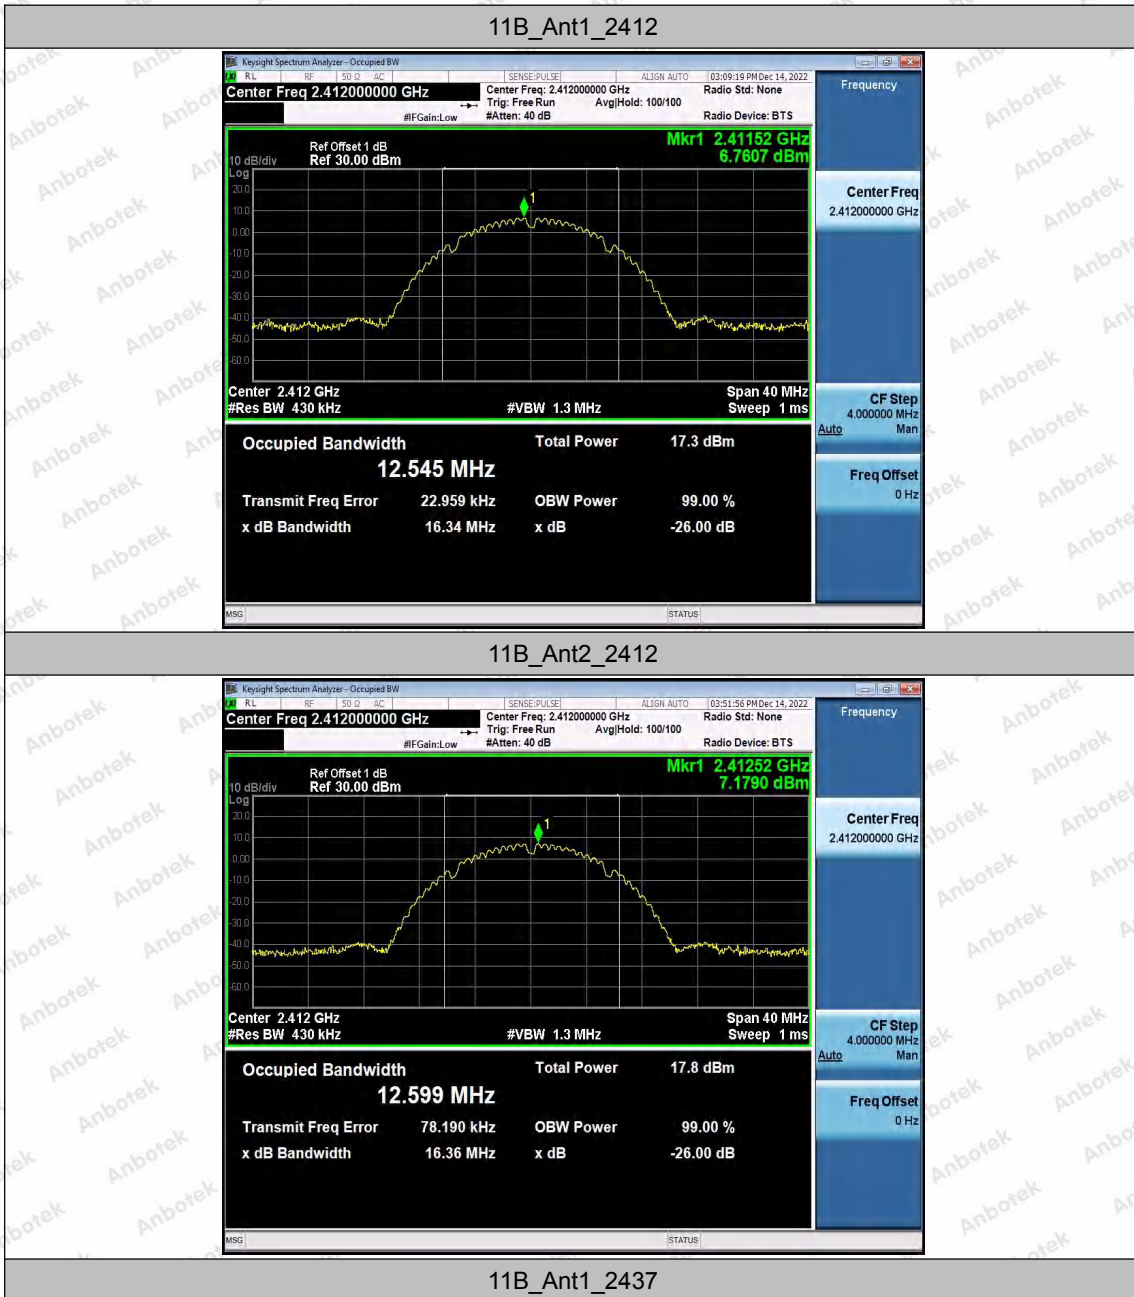 11B_Ant1_2412
Keysight Spectrum Analyzer - Occupied BW
LXI RL RF 50 Ω AC SENSE:PULSE ALIGN AUTO 03:09:19 PM Dec 14, 2022
Center Freq 2.412000000 GHz Center Freq: 2.412000000 GHz Radio Std: None Frequency
Trig: Free Run Avg|Hold: 100/100
#IFGain:Low #Atten: 40 dB Radio Device: BTS
Mkr1 2.41152 GHz
Ref Offset 1 dB
10 dB/div Ref 30.00 dBm 6.7607 dBm
Log
20.0
1
10.0
0.00
-10.0
-20.0
-30.0
-40.0
-50.0
-60.0
Center Freq
2.412000000 GHz
Center 2.412 GHz Span 40 MHz
#Res BW 430 kHz #VBW 1.3 MHz Sweep 1 ms
CF Step
4.000000 MHz
Auto Man
Occupied Bandwidth Total Power 17.3 dBm
12.545 MHz
Freq Offset
0 Hz
Transmit Freq Error 22.959 kHz OBW Power 99.00 %
x dB Bandwidth 16.34 MHz x dB -26.00 dB
MSG STATUS
11B_Ant2_2412
Keysight Spectrum Analyzer - Occupied BW
LXI RL RF 50 Ω AC SENSE:PULSE ALIGN AUTO 03:51:56 PM Dec 14, 2022
Center Freq 2.412000000 GHz Center Freq: 2.412000000 GHz Radio Std: None Frequency
Trig: Free Run Avg|Hold: 100/100
#IFGain:Low #Atten: 40 dB Radio Device: BTS
Mkr1 2.41252 GHz
Ref Offset 1 dB
10 dB/div Ref 30.00 dBm 7.1790 dBm
Log
20.0
1
10.0
0.00
-10.0
-20.0
-30.0
-40.0
-50.0
-60.0
Center Freq
2.412000000 GHz
Center 2.412 GHz Span 40 MHz
#Res BW 430 kHz #VBW 1.3 MHz Sweep 1 ms
CF Step
4.000000 MHz
Auto Man
Occupied Bandwidth Total Power 17.8 dBm
12.599 MHz
Freq Offset
0 Hz
Transmit Freq Error 78.190 kHz OBW Power 99.00 %
x dB Bandwidth 16.36 MHz x dB -26.00 dB
MSG STATUS
11B_Ant1_2437
Anbotek